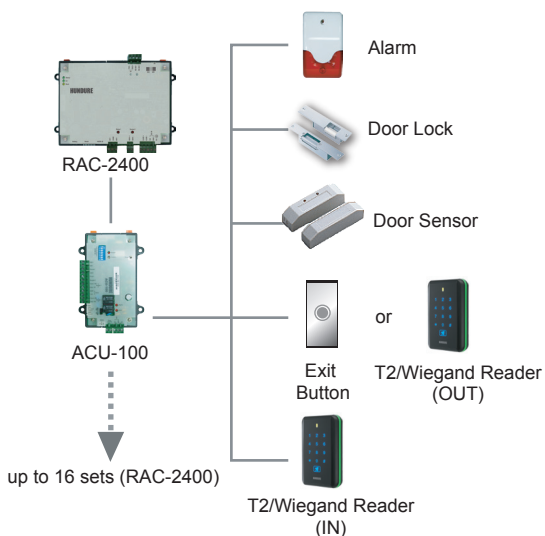 HUNDURE
RAC-2400
ACU-100
up to 16 sets (RAC-2400)
Alarm
Door Lock
Door Sensor
Exit
Button
or
T2/Wiegand Reader
(OUT)
T2/Wiegand Reader
(IN)